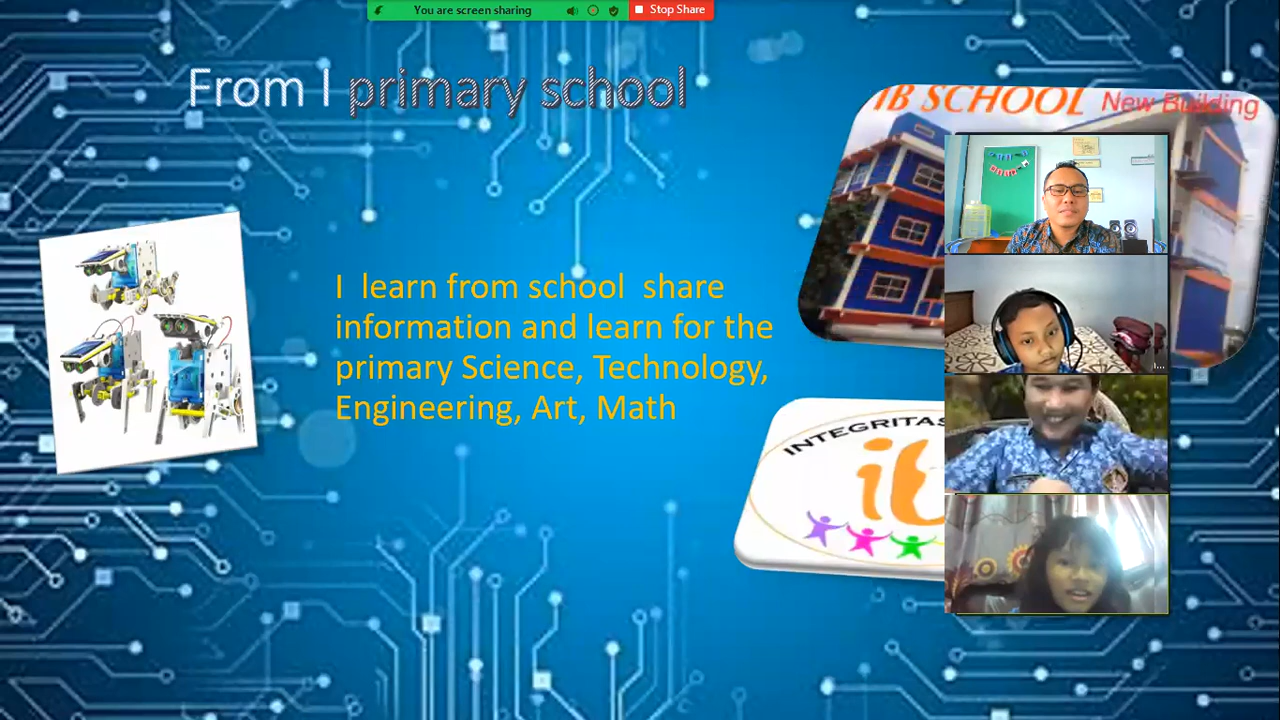 You are screen sharing
Stop Share
From I primary school
IB SCHOOL New Building
I learn from school share
information and learn for the
primary Science, Technology,
Engineering, Art, Math
INTEGRITAS